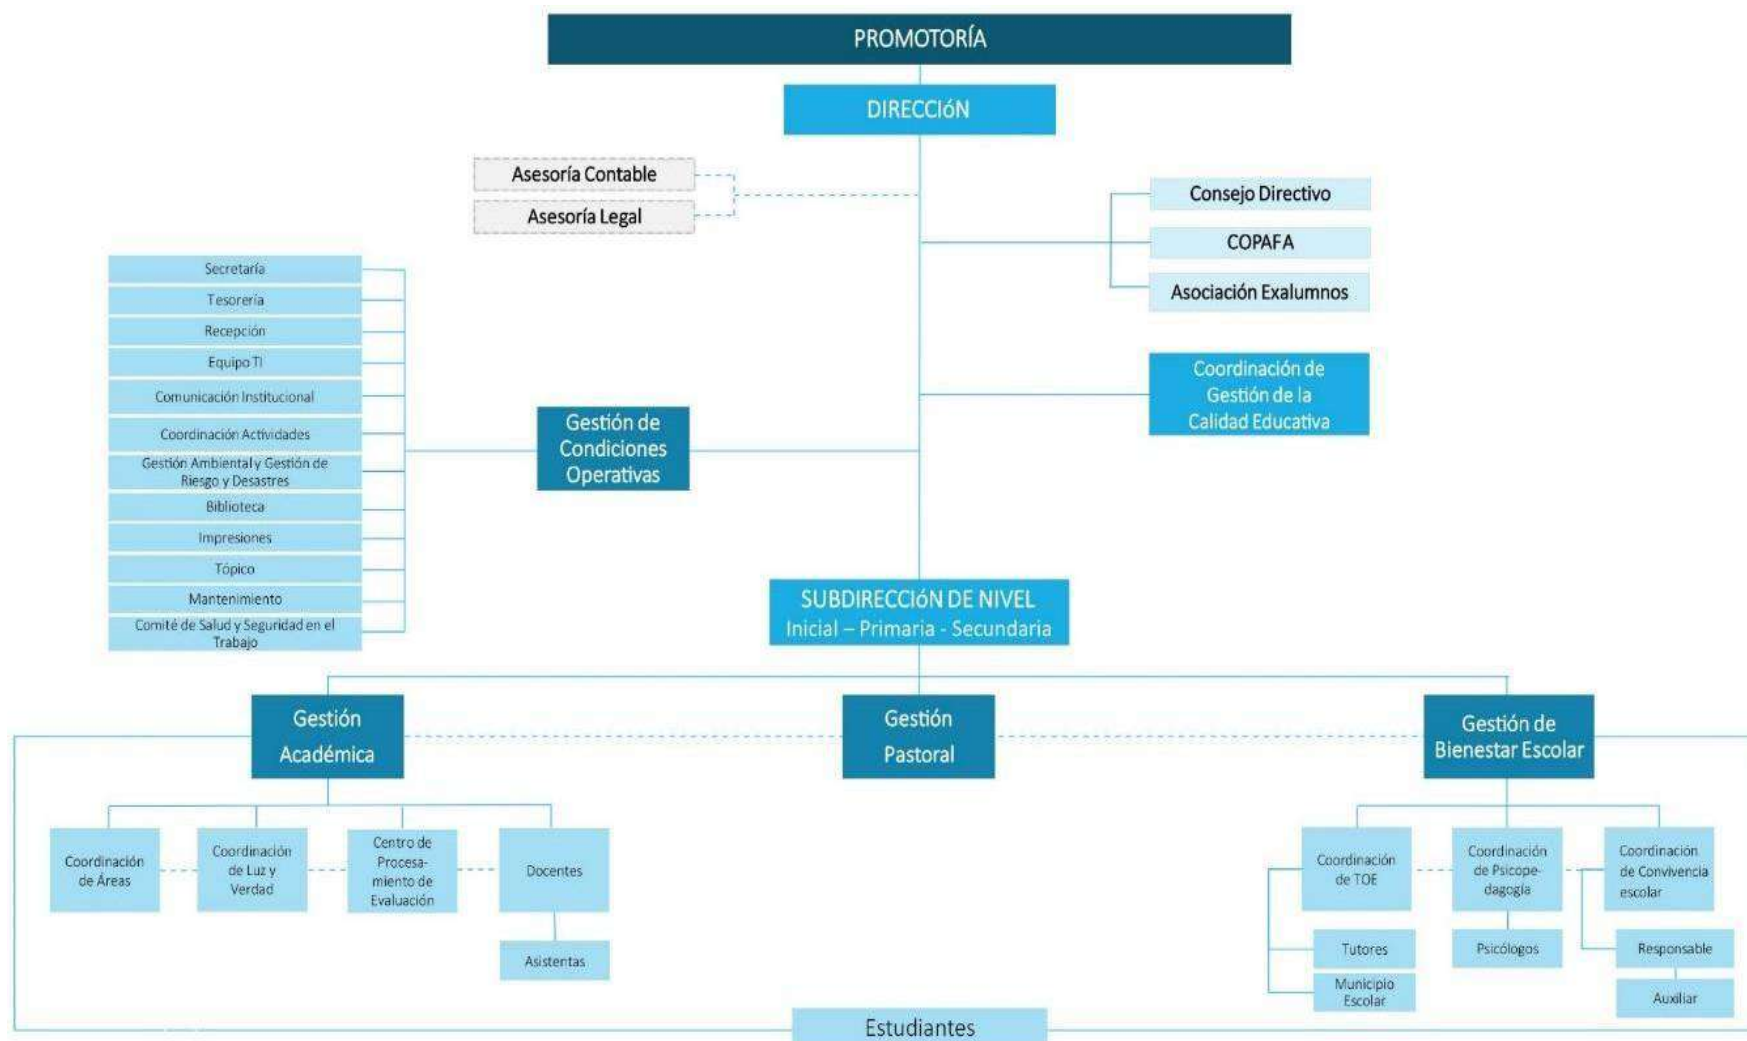 PROMOTORÍA
DIRECCIóN
Asesoría Contable
Asesoría Legal
Consejo Directivo
COPAFA
Asociación Exalumnos
Secretaría
Tesorería
Recepción
Equipo TI
Comunicación Institucional
Coordinación Actividades
Gestión Ambiental y Gestión de
Riesgo y Desastres
Biblioteca
Impresiones
Tópico
Mantenimiento
Comité de Salud y Seguridad en el
Trabajo
Gestión de
Condiciones
Operativas
Coordinación de
Gestión de la
Calidad Educativa
SUBDIRECCIóN DE NIVEL
Inicial – Primaria - Secundaria
Gestión
Académica
Gestión
Pastoral
Gestión de
Bienestar Escolar
Coordinación
de Áreas
Coordinación
de Luz y
Verdad
Centro de
Procesa-
miento de
Evaluación
Docentes
Asistentas
Coordinación
de TOE
Coordinación
de Psicope-
dagogía
Coordinación
de Convivencia
escolar
Tutores
Municipio
Escolar
Psicólogos
Responsable
Auxiliar
Estudiantes